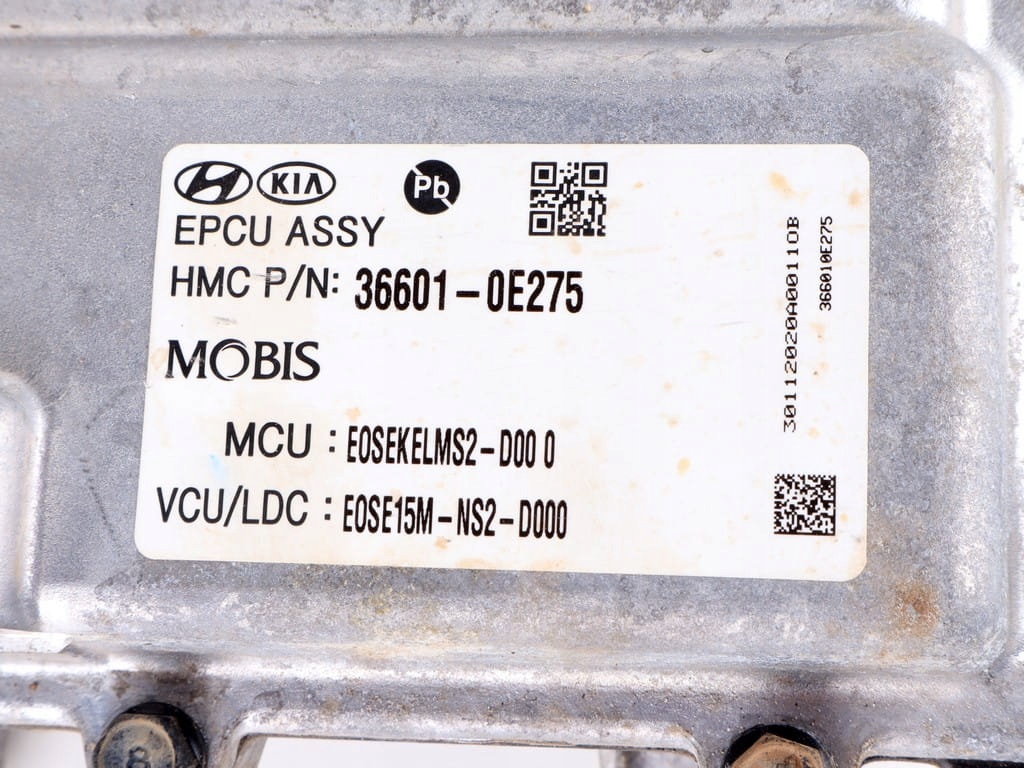 KIA
Pb
EPCU ASSY
HMC P/N: 36601-0E275
MOBIS
MCU : E0SEKELMS2-D00 0
VCU/LDC : E0SE15M-NS2-D000
30112020A00110B
366010E275
8